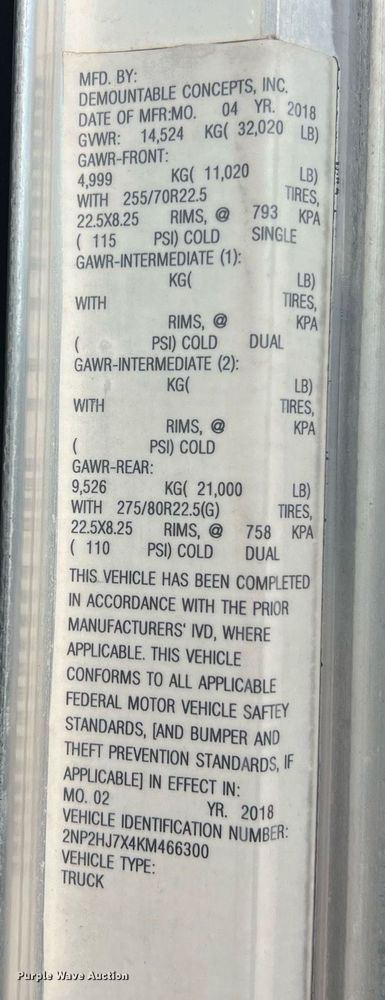 MFD. BY:
DEMOUNTABLE CONCEPTS, INC.
DATE OF MFR:MO. 04 YR. 2018
GVWR: 14,524 KG( 32,020 LB)
GAWR-FRONT:
4,999 KG( 11,020 LB)
WITH 255/70R22.5 TIRES,
22.5X8.25 RIMS, @ 793 KPA
( 115 PSI) COLD SINGLE
GAWR-INTERMEDIATE (1):
KG( LB)
WITH TIRES,
RIMS, @ KPA
( PSI) COLD DUAL
GAWR-INTERMEDIATE (2):
KG( LB)
WITH TIRES,
RIMS, @ KPA
( PSI) COLD
GAWR-REAR:
9,526 KG( 21,000 LB)
WITH 275/80R22.5(G) TIRES,
22.5X8.25 RIMS, @ 758 KPA
( 110 PSI) COLD DUAL
THIS VEHICLE HAS BEEN COMPLETED
IN ACCORDANCE WITH THE PRIOR
MANUFACTURERS' IVD, WHERE
APPLICABLE. THIS VEHICLE
CONFORMS TO ALL APPLICABLE
FEDERAL MOTOR VEHICLE SAFTEY
STANDARDS, [AND BUMPER AND
THEFT PREVENTION STANDARDS, IF
APPLICABLE] IN EFFECT IN:
MO. 02 YR. 2018
VEHICLE IDENTIFICATION NUMBER:
2NP2HJ7X4KM466300
VEHICLE TYPE:
TRUCK
Purple Wave Auction